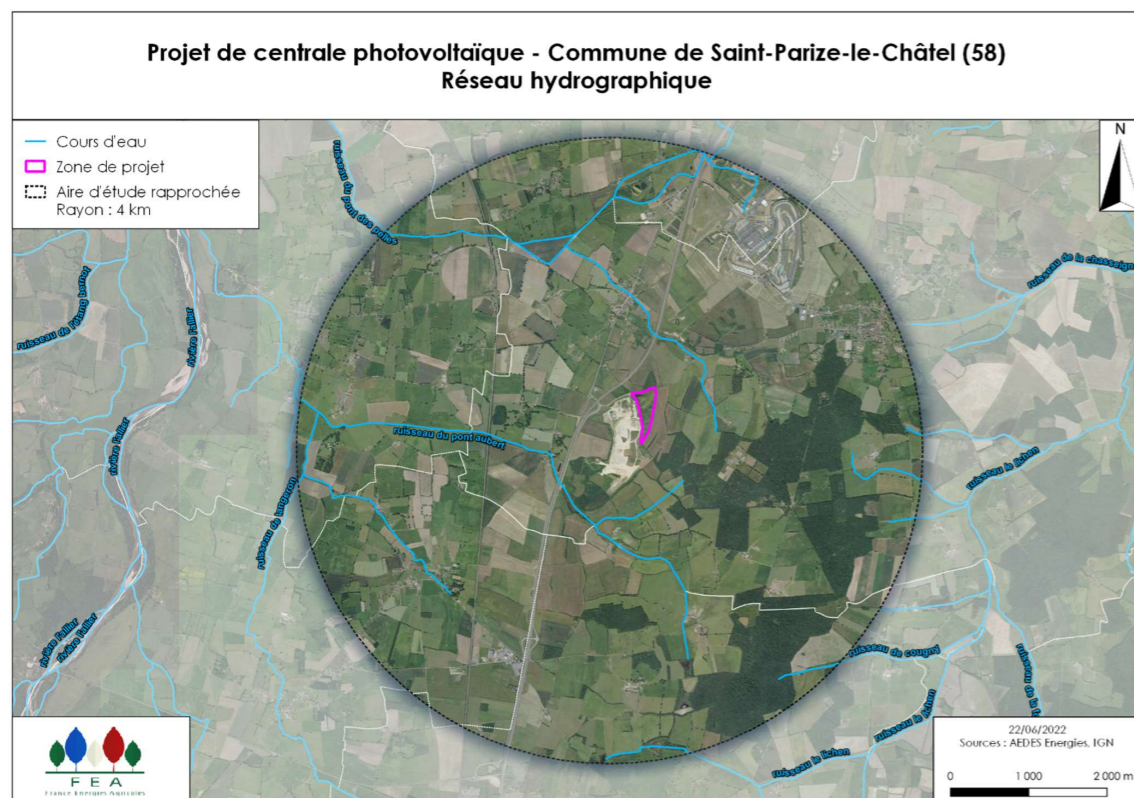 Projet de centrale photovoltaïque - Commune de Saint-Parize-le-Châtel (58)
Réseau hydrographique
Cours d'eau
Zone de projet
Aire d'étude rapprochée
Rayon : 4 km
N
ruisseau du pont des pelles
ruisseau de la chasseign
ruisseau de l'étang bernot
rivière l'allier
ruisseau du pont aubert
rivière l'allier
ruisseau le lichen
ruisseau de langeron
rivière l'allier
rivière l'allier
ruisseau de cougny
ruisseau de la
ruisseau le lichen
ruisseau le lichen
FEA
France Energies Agricoles
22/06/2022
Sources : AEDES Energies, IGN
0 1 000 2 000 m